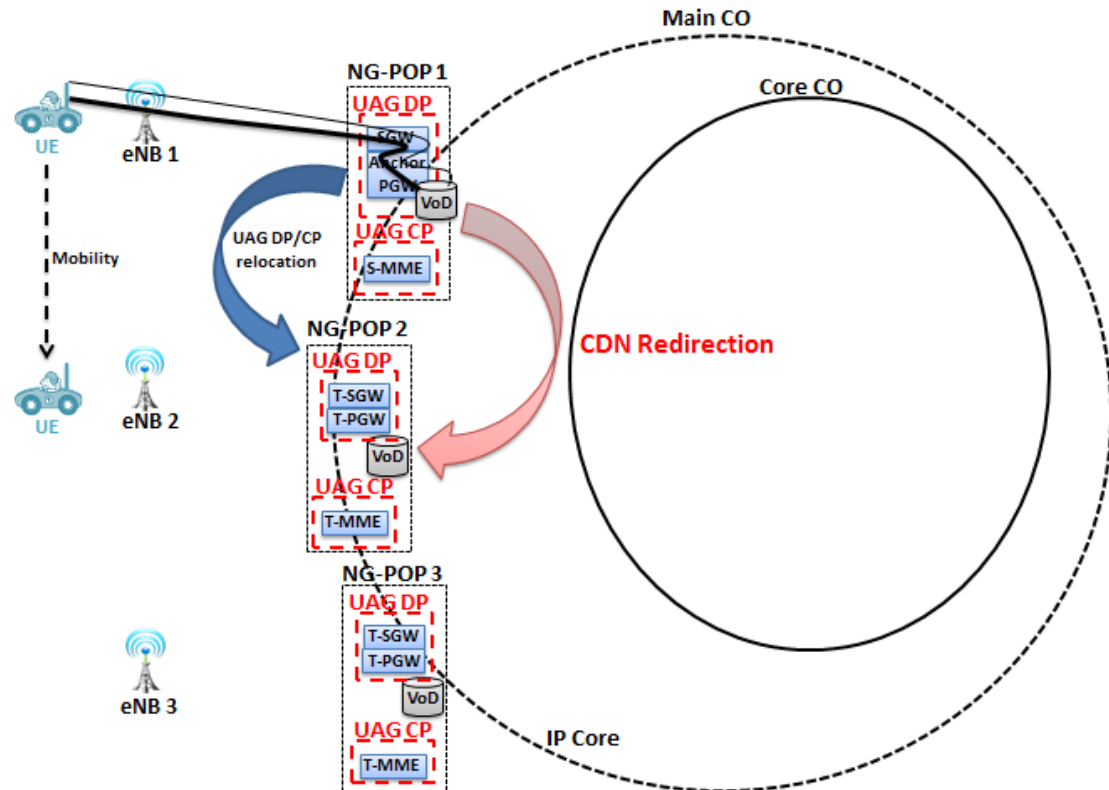 Main CO
Core CO
NG-POP 1
UAG DP
SGW
Anchor
PGW
VoD
UAG CP
S-MME
UE
eNB 1
UAG DP/CP
relocation
Mobility
CDN Redirection
NG-POP 2
UAG DP
T-SGW
T-PGW
VoD
UAG CP
T-MME
UE
eNB 2
NG-POP 3
UAG DP
T-SGW
T-PGW
VoD
UAG CP
T-MME
eNB 3
IP Core